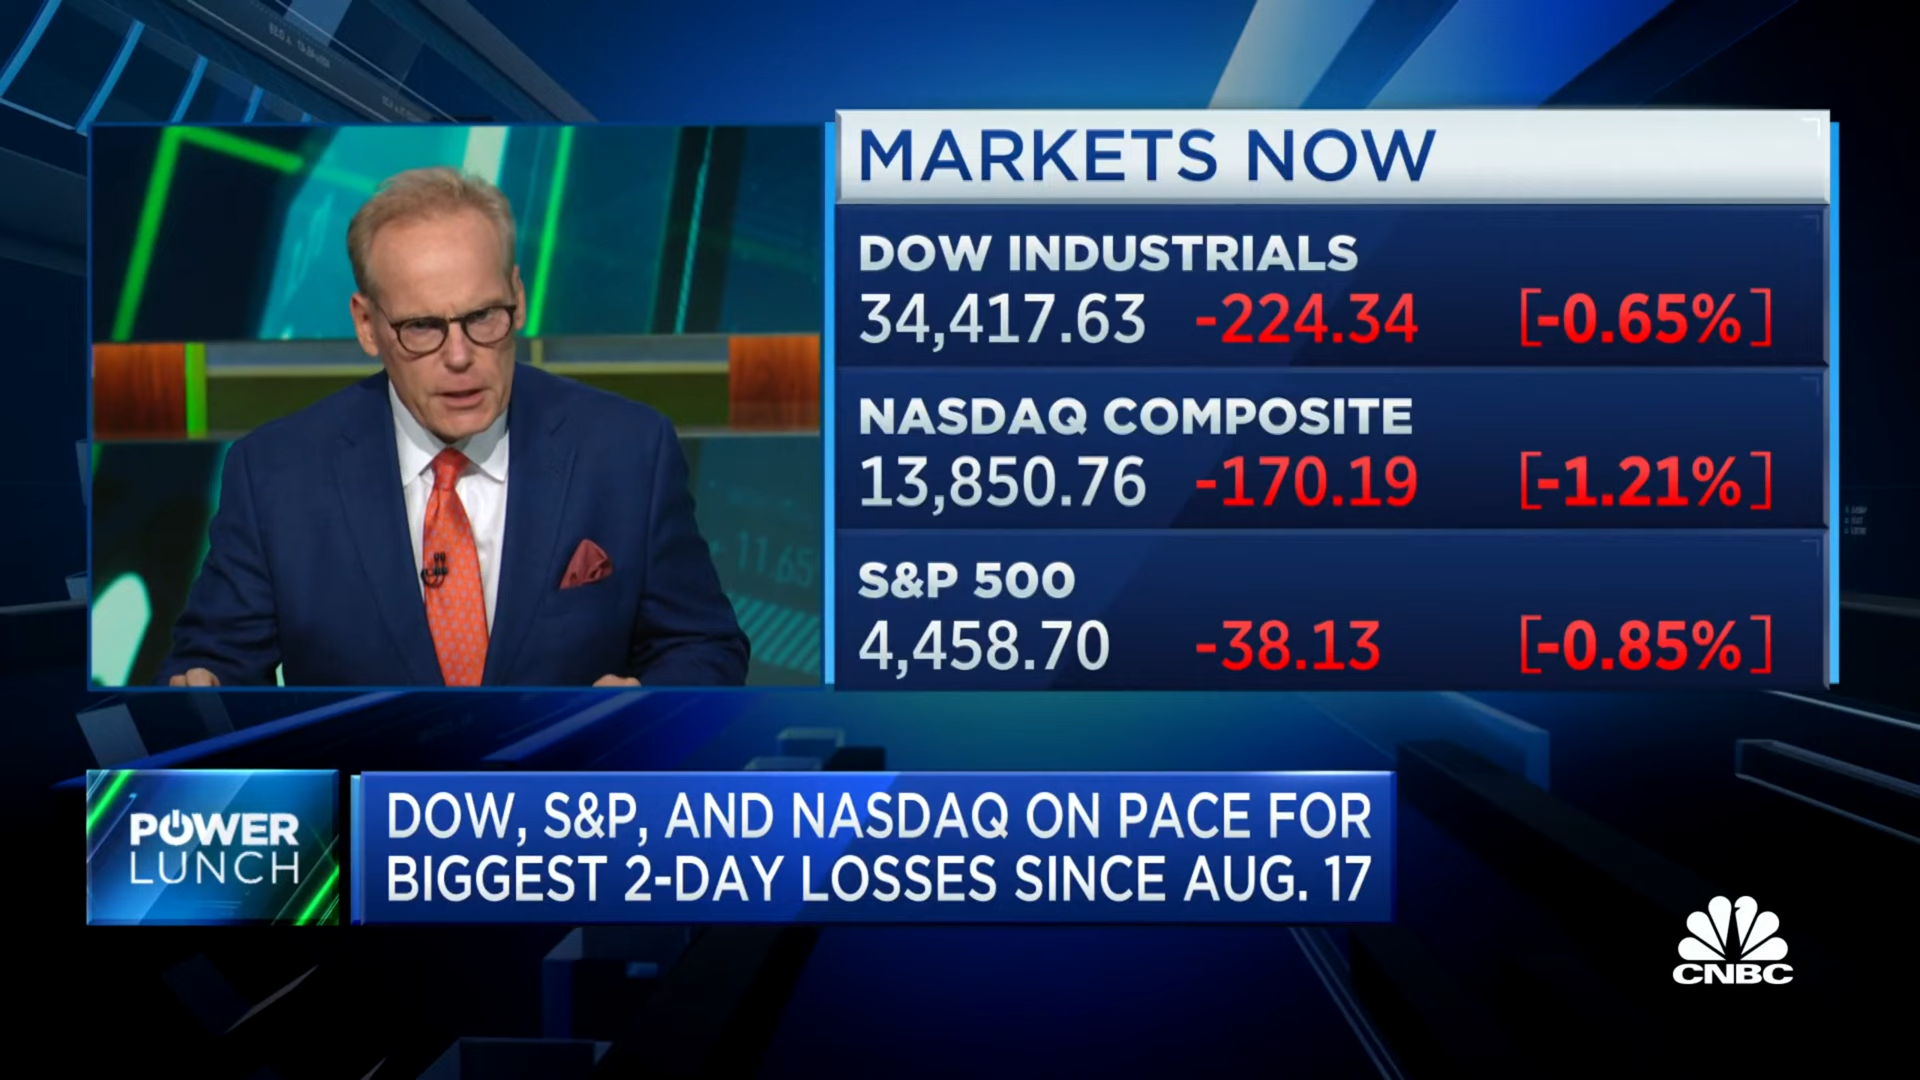 MARKETS NOW
DOW INDUSTRIALS
34,417.63 -224.34 [-0.65%]
NASDAQ COMPOSITE
13,850.76 -170.19 [-1.21%]
S&P 500
4,458.70 -38.13 [-0.85%]
11.65
POWER
LUNCH
DOW, S&P, AND NASDAQ ON PACE FOR
BIGGEST 2-DAY LOSSES SINCE AUG. 17
CNBC